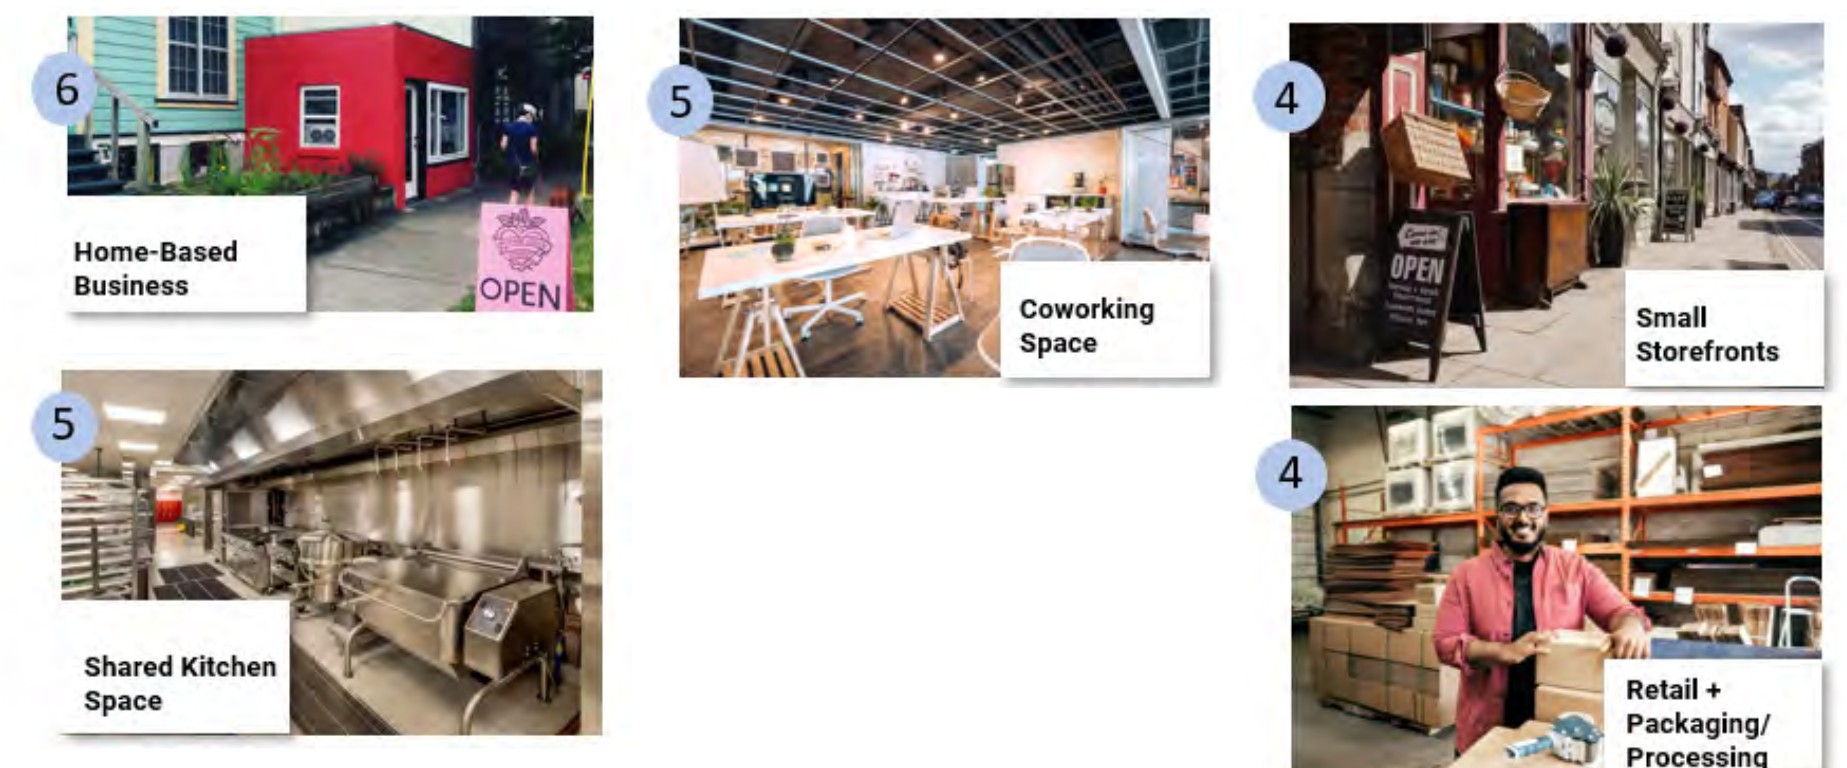 6
Home-Based
Business
OPEN
5
Coworking
Space
4
OPEN
Small
Storefronts
5
Shared Kitchen
Space
4
Retail +
Packaging/
Processing